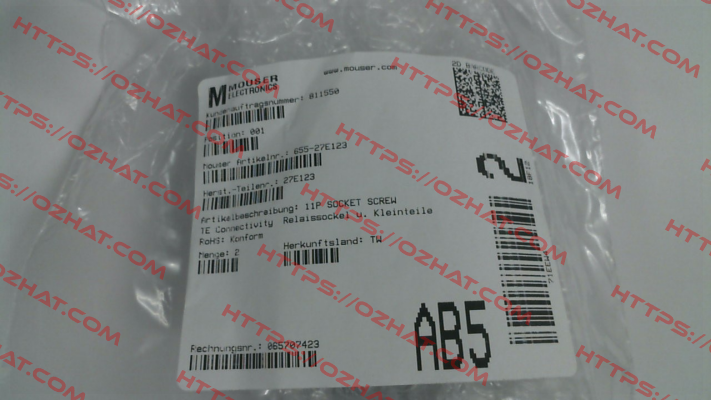 MOUSER
ELECTRONICS
www.mouser.com
Kundenauftragsnummer: 811550
Position: 001
Mouser Artikelnr.: 655-27E123
Herst.-Teilenr.: 27E123
Artikelbeschreibung: 11P SOCKET SCREW
TE Connectivity Relaissockel u. Kleinteile
RoHS: Konform
Herkunftsland: TW
Menge: 2
Rechnungsnr.: 065707423
2
AB5
HTTPS://OZHAT.COM